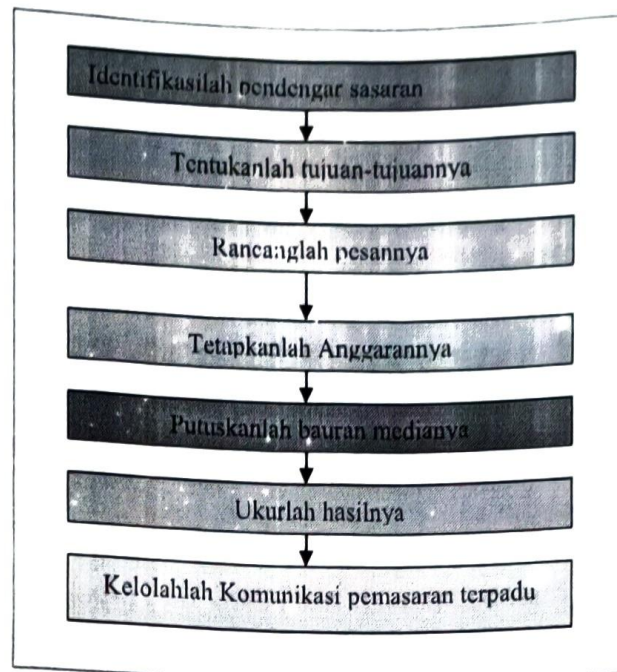 Identifikasilah pendengar sasaran
Tentukanlah tujuan-tujuannya
Rancanglah pesannya
Tetapkanlah Anggarannya
Putuskanlah bauran medianya
Ukurlah hasilnya
Kelolahlah Komunikasi pemasaran terpadu